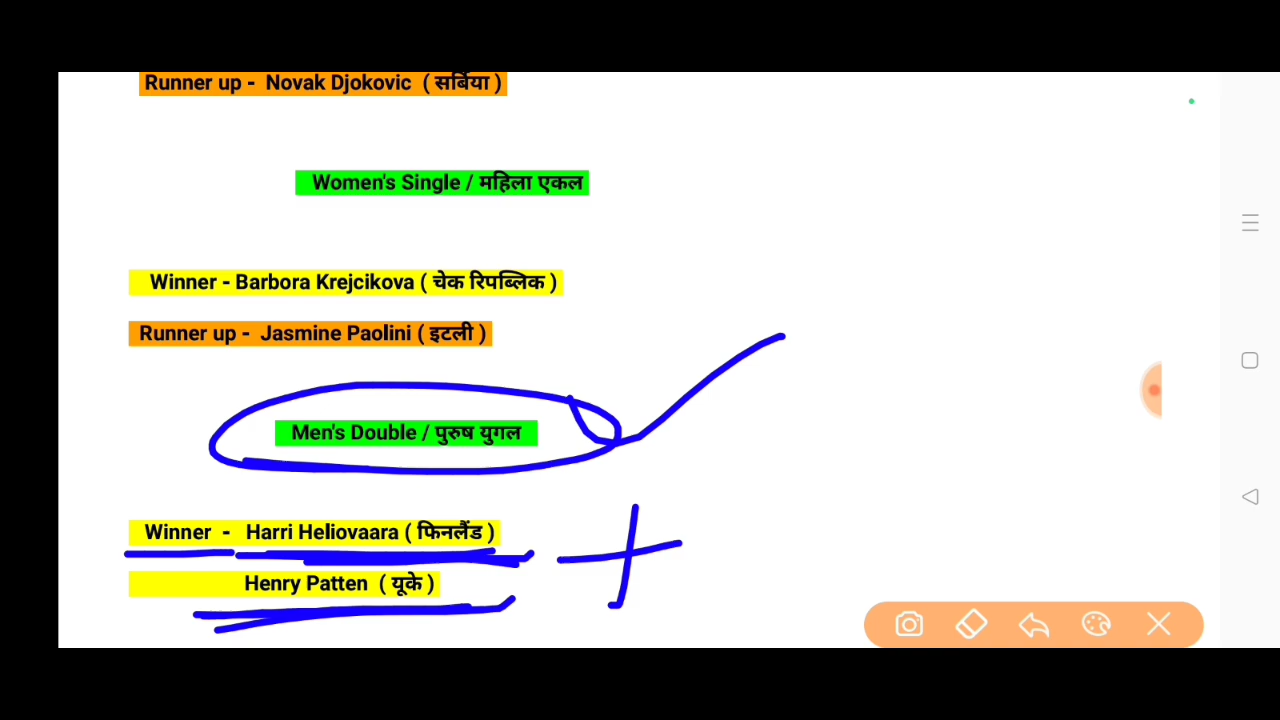 Runner up - Novak Djokovic ( सर्बिया )
Women's Single / महिला एकल
Winner - Barbora Krejcikova ( चेक रिपब्लिक )
Runner up - Jasmine Paolini ( इटली )
Men's Double / पुरुष युगल
Winner - Harri Heliovaara ( फिनलैंड )
Henry Patten ( यूके )